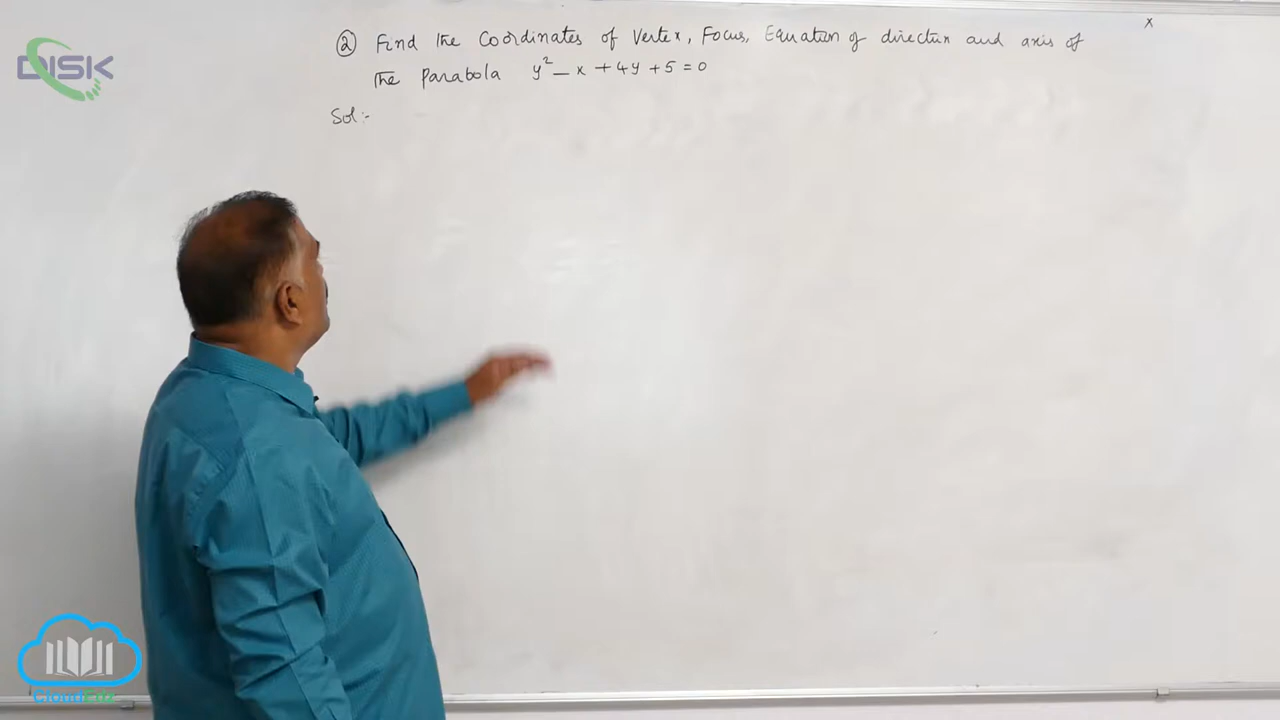 DISK
x
② Find the Coordinates of Vertex, Focus, Equation of directrix and axis of
the Parabola y² - x + 4y + 5 = 0
Sol:-
CloudEdz